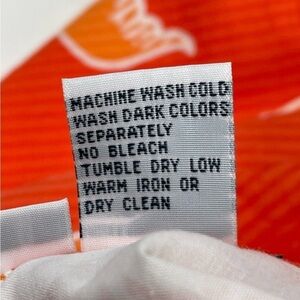 MACHINE WASH COLD
WASH DARK COLORS
SEPARATELY
NO BLEACH
TUMBLE DRY LOW
WARM IRON OR
DRY CLEAN